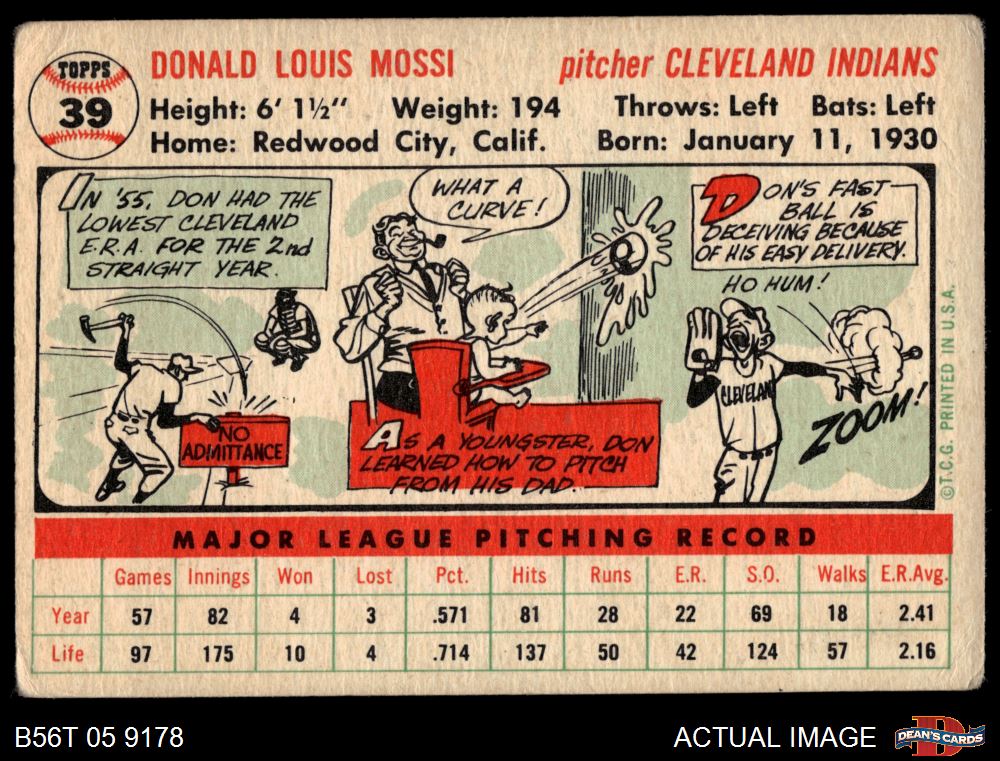 TOPPS
39
DONALD LOUIS MOSSI
pitcher CLEVELAND INDIANS
Height: 6' 1½" Weight: 194 Throws: Left Bats: Left
Home: Redwood City, Calif. Born: January 11, 1930
IN '55, DON HAD THE
LOWEST CLEVELAND
E.R.A. FOR THE 2nd
STRAIGHT YEAR.
NO
ADMITTANCE
WHAT A
CURVE!
AS A YOUNGSTER, DON
LEARNED HOW TO PITCH
FROM HIS DAD.
DON'S FAST
BALL IS
DECEIVING BECAUSE
OF HIS EASY DELIVERY.
HO HUM!
CLEVELAND
ZOOM!
©T.C.G. PRINTED IN U.S.A.
MAJOR LEAGUE PITCHING RECORD
Games Innings Won Lost Pct. Hits Runs E.R. S.O. Walks E.R.Avg.
Year 57 82 4 3 .571 81 28 22 69 18 2.41
Life 97 175 10 4 .714 137 50 42 124 57 2.16
B56T 05 9178
ACTUAL IMAGE
DEAN'S CARDS